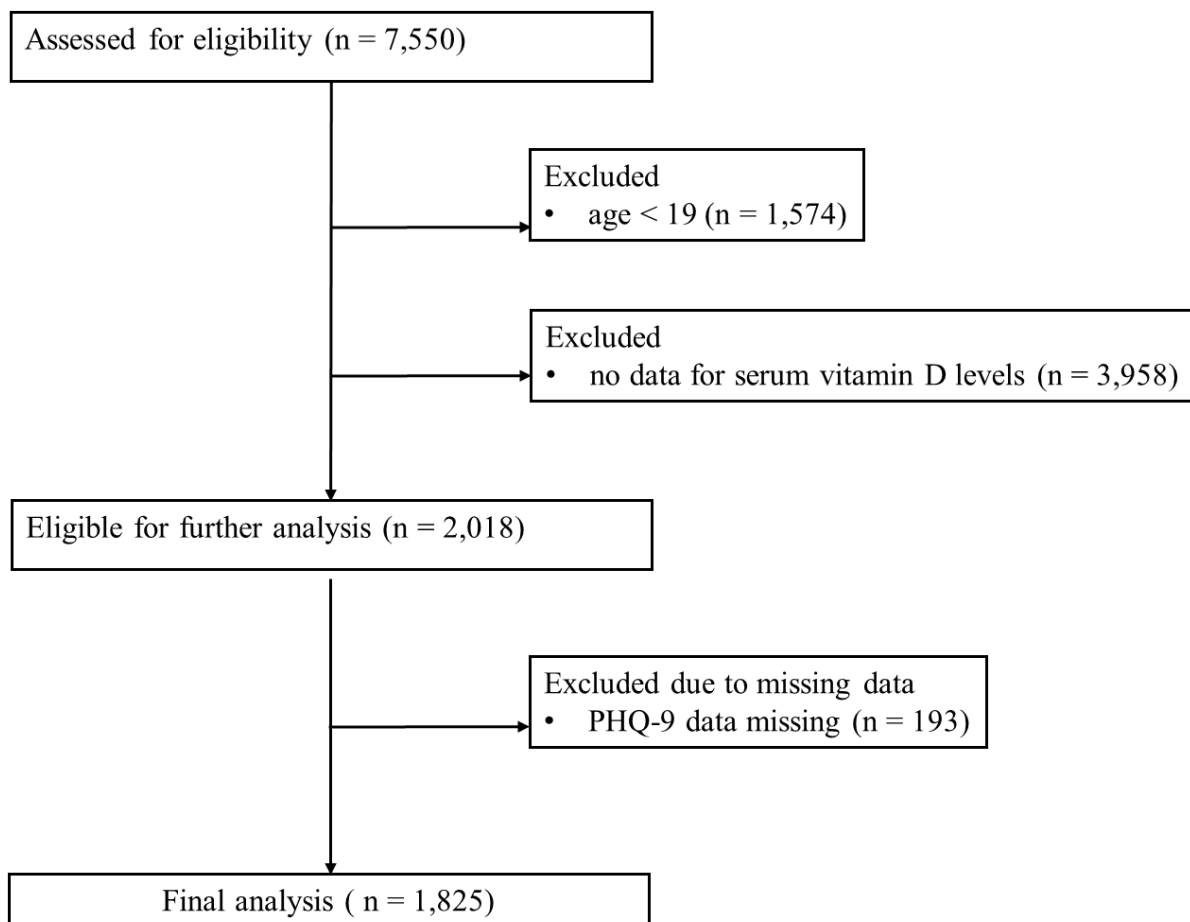 Assessed for eligibility (n = 7,550)
Excluded
• age < 19 (n = 1,574)
Excluded
• no data for serum vitamin D levels (n = 3,958)
Eligible for further analysis (n = 2,018)
Excluded due to missing data
• PHQ-9 data missing (n = 193)
Final analysis ( n = 1,825)